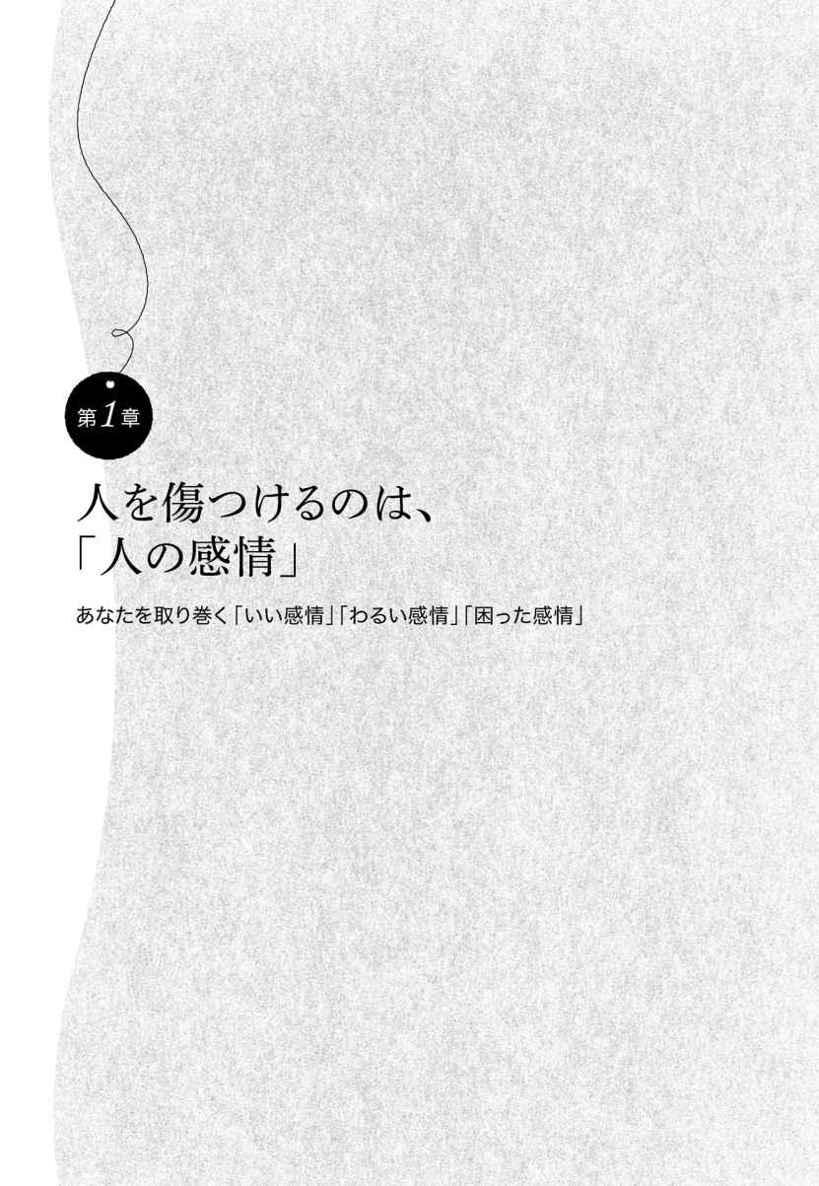 第1章
人を傷つけるのは、
「人の感情」
あなたを取り巻く「いい感情」「わるい感情」「困った感情」